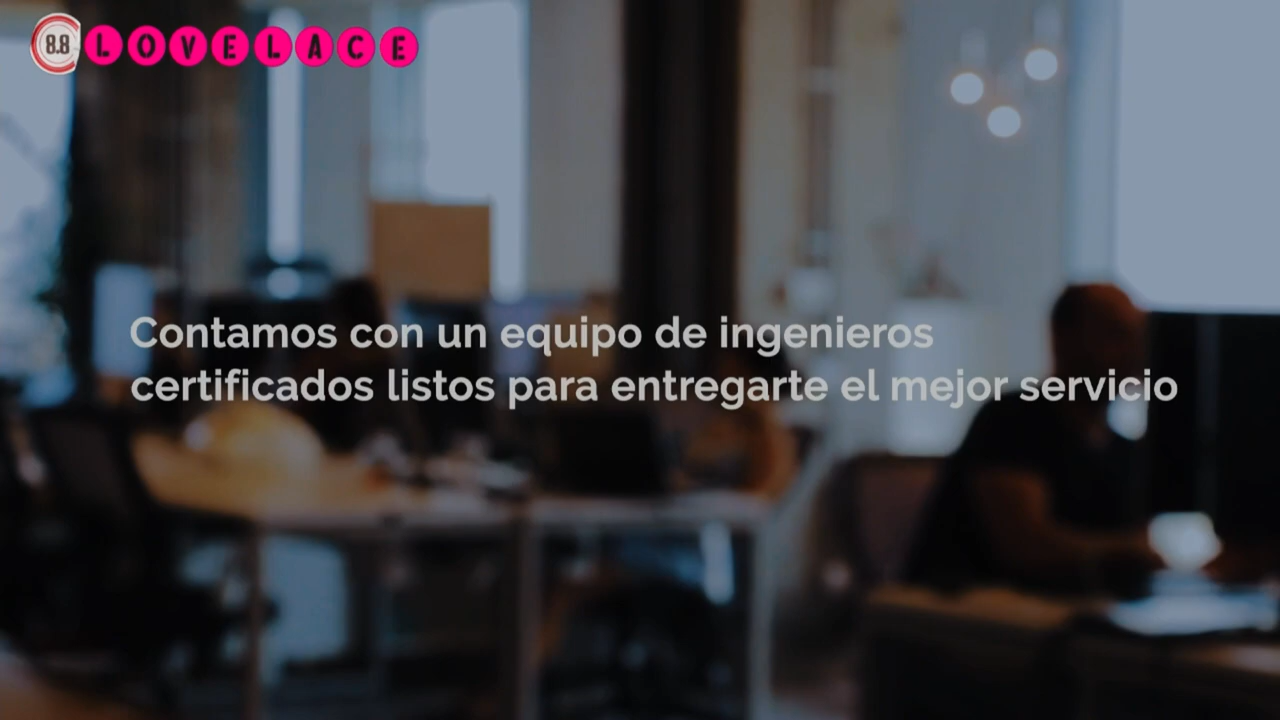 8.8 LOVELACE
Contamos con un equipo de ingenieros
certificados listos para entregarte el mejor servicio